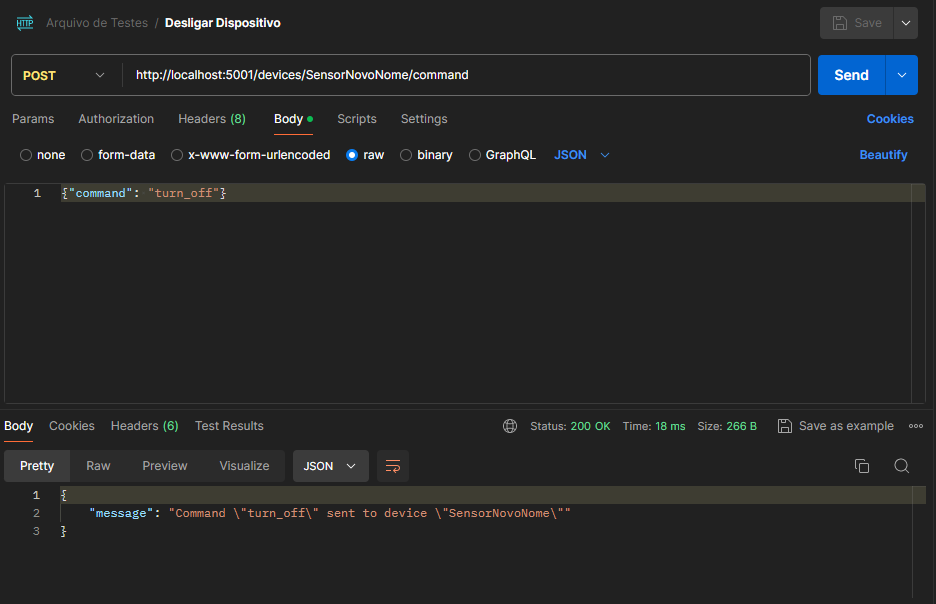 HTTP Arquivo de Testes / Desligar Dispositivo Save
POST http://localhost:5001/devices/SensorNovoNome/command Send
Params Authorization Headers (8) Body Scripts Settings Cookies
none form-data x-www-form-urlencoded raw binary GraphQL JSON Beautify
1 {"command": "turn_off"}
Body Cookies Headers (6) Test Results Status: 200 OK Time: 18 ms Size: 266 B Save as example
Pretty Raw Preview Visualize JSON
1 {
2 "message": "Command \"turn_off\" sent to device \"SensorNovoNome\""
3 }